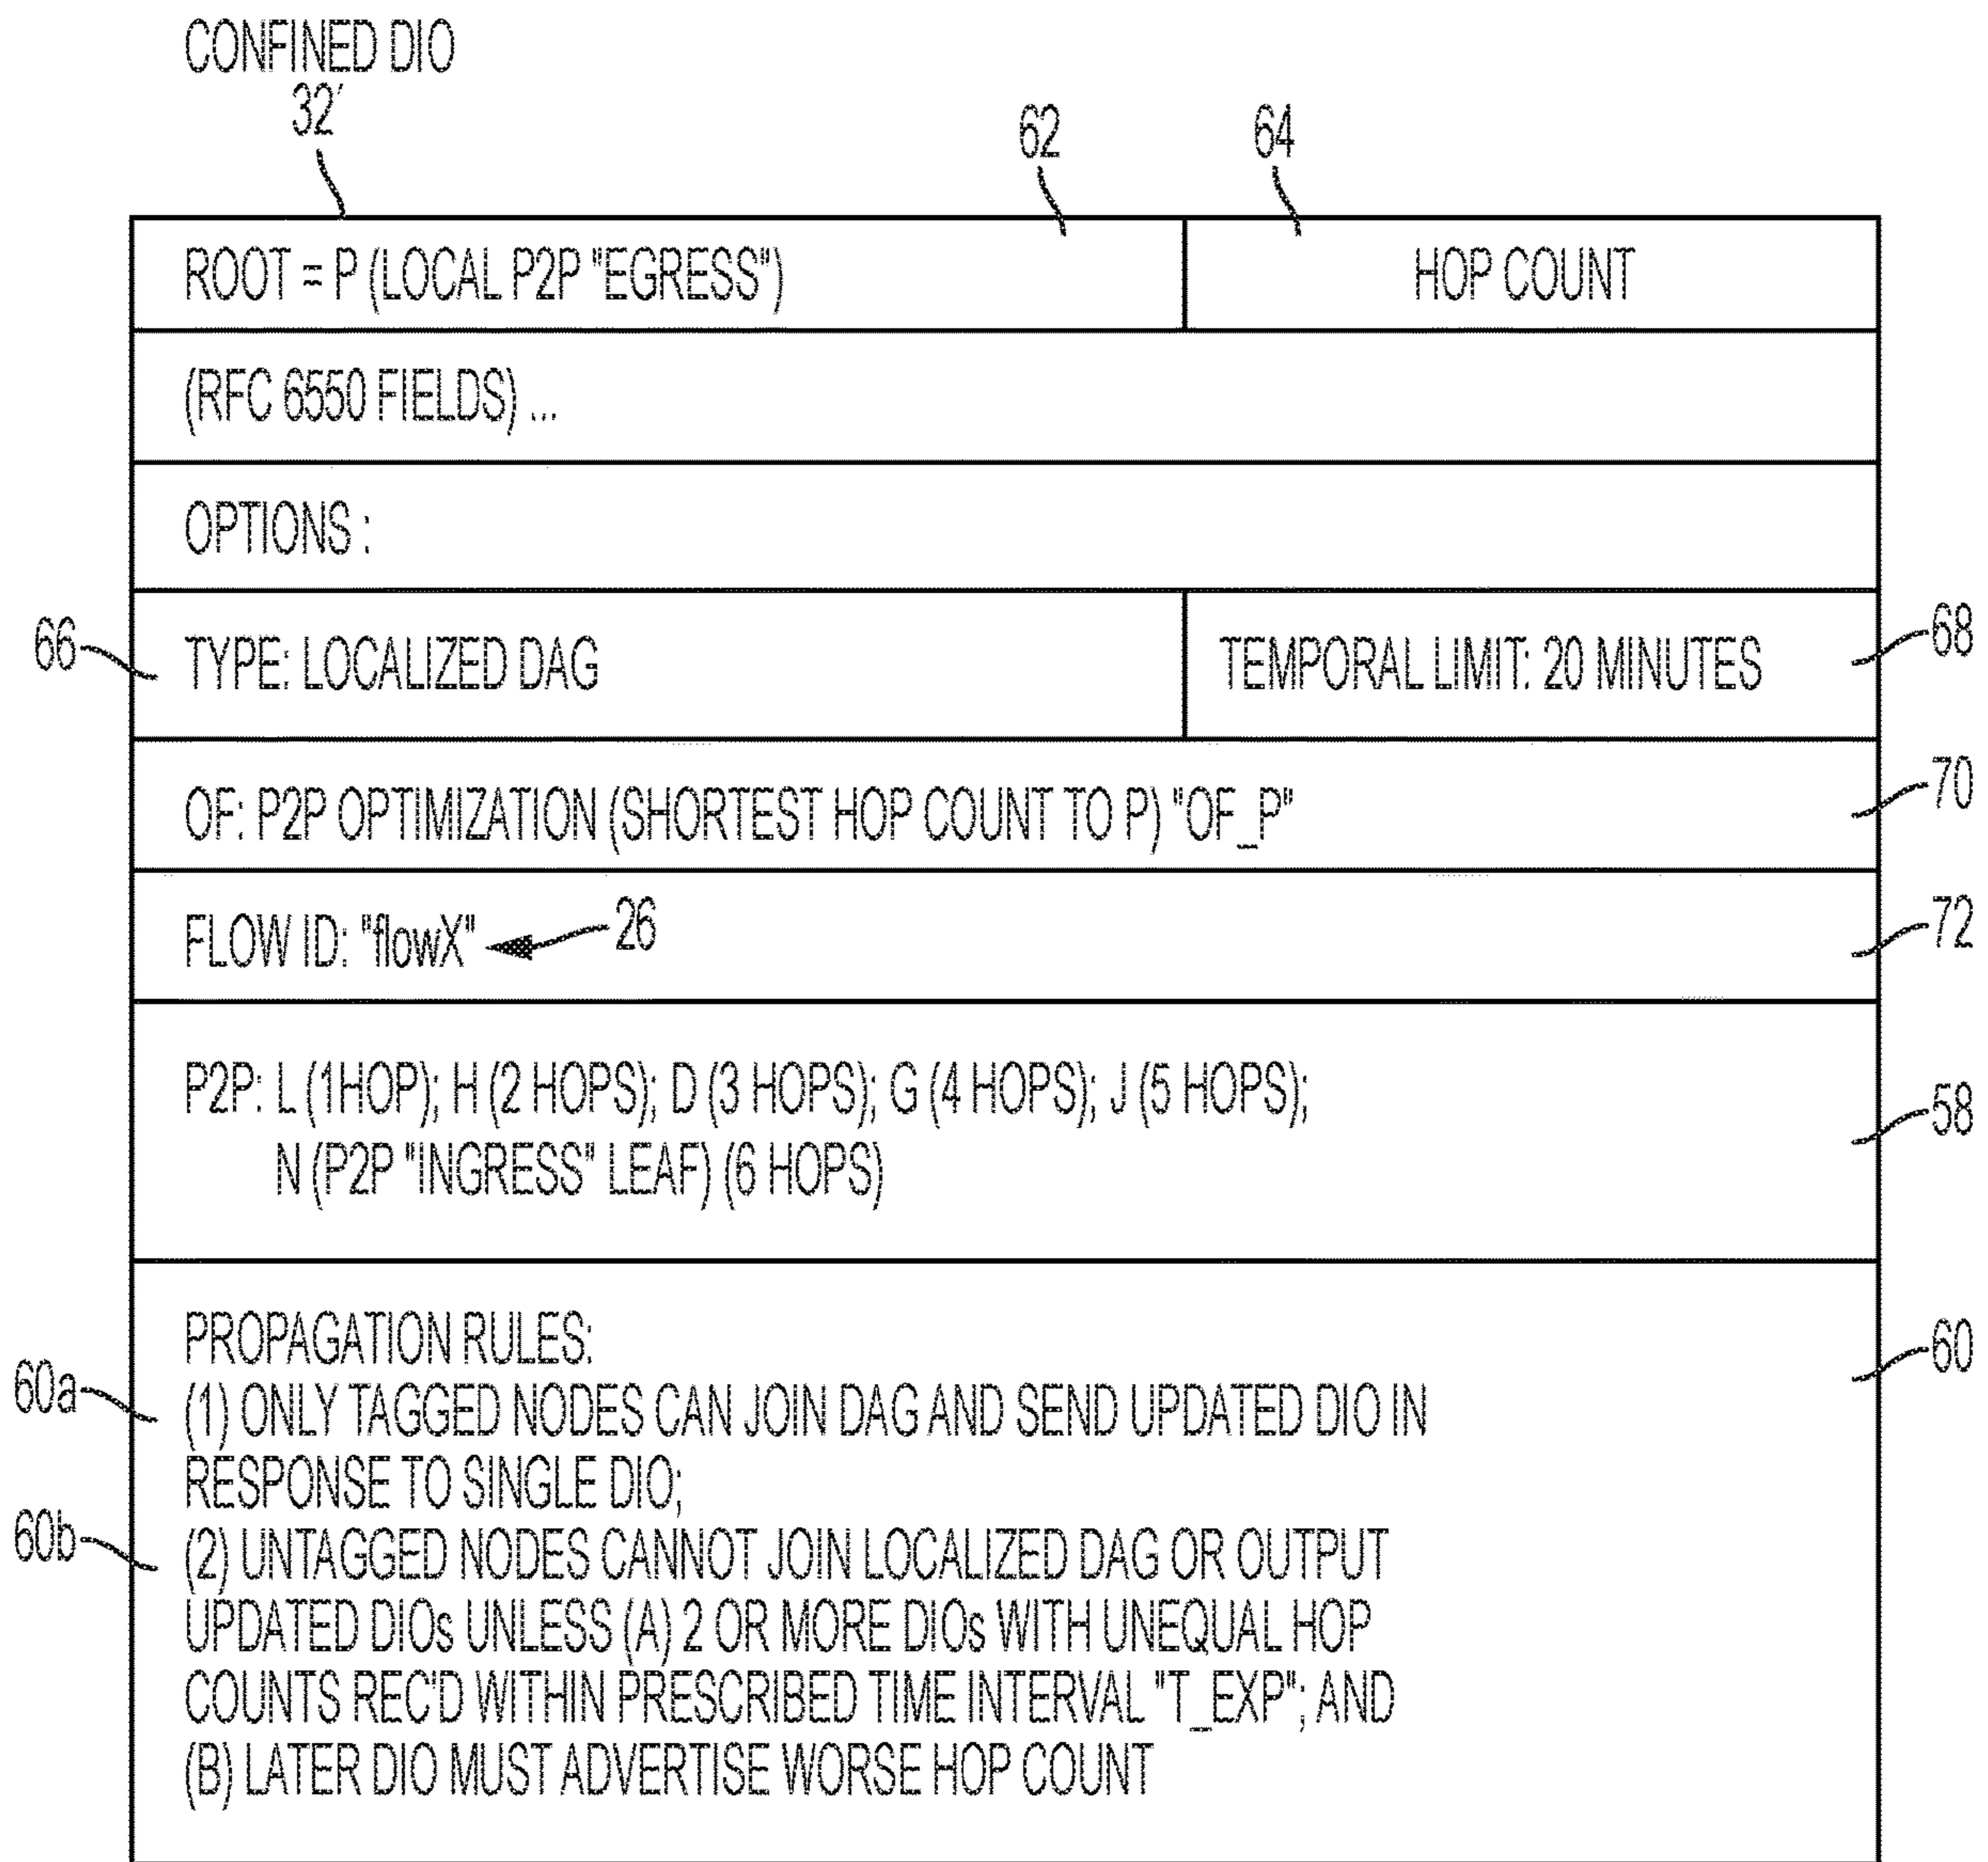 CONFINED DIO
32'
62
64
ROOT = P (LOCAL P2P "EGRESS")
HOP COUNT
(RFC 6550 FIELDS) ...
OPTIONS :
66
TYPE: LOCALIZED DAG
TEMPORAL LIMIT: 20 MINUTES
68
OF: P2P OPTIMIZATION (SHORTEST HOP COUNT TO P) "OF_P"
70
FLOW ID: "flowX"
26
72
P2P: L (1HOP); H (2 HOPS); D (3 HOPS); G (4 HOPS); J (5 HOPS);
N (P2P "INGRESS" LEAF) (6 HOPS)
58
PROPAGATION RULES:
60
60a
(1) ONLY TAGGED NODES CAN JOIN DAG AND SEND UPDATED DIO IN
RESPONSE TO SINGLE DIO;
60b
(2) UNTAGGED NODES CANNOT JOIN LOCALIZED DAG OR OUTPUT
UPDATED DIOs UNLESS (A) 2 OR MORE DIOs WITH UNEQUAL HOP
COUNTS REC'D WITHIN PRESCRIBED TIME INTERVAL "T_EXP"; AND
(B) LATER DIO MUST ADVERTISE WORSE HOP COUNT